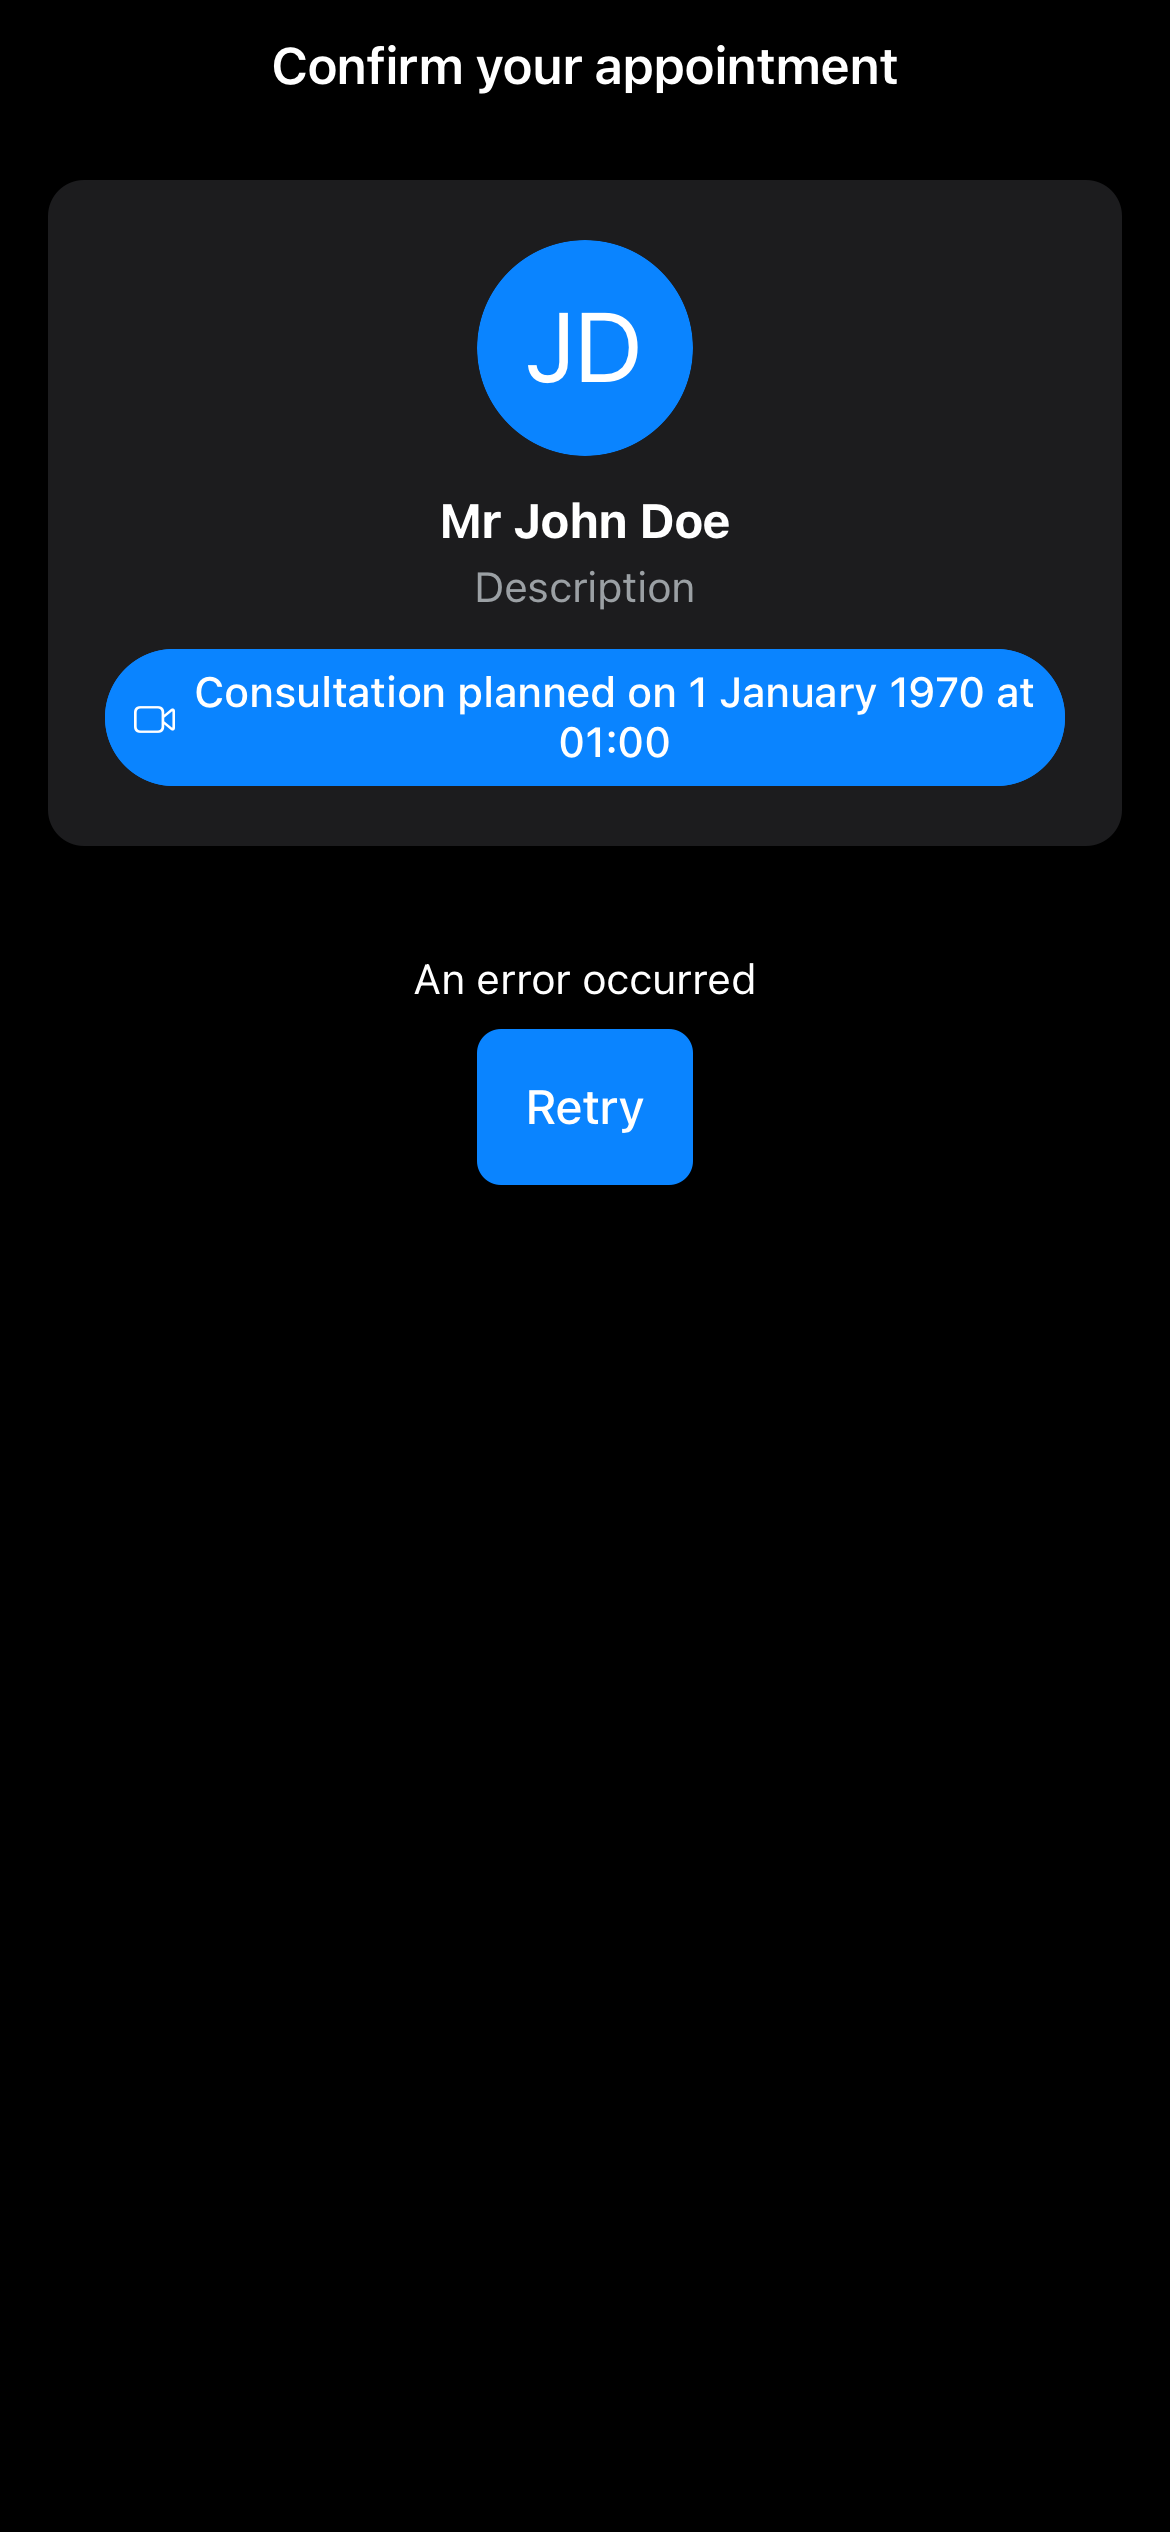 Confirm your appointment
JD
Mr John Doe
Description
Consultation planned on 1 January 1970 at
01:00
An error occurred
Retry